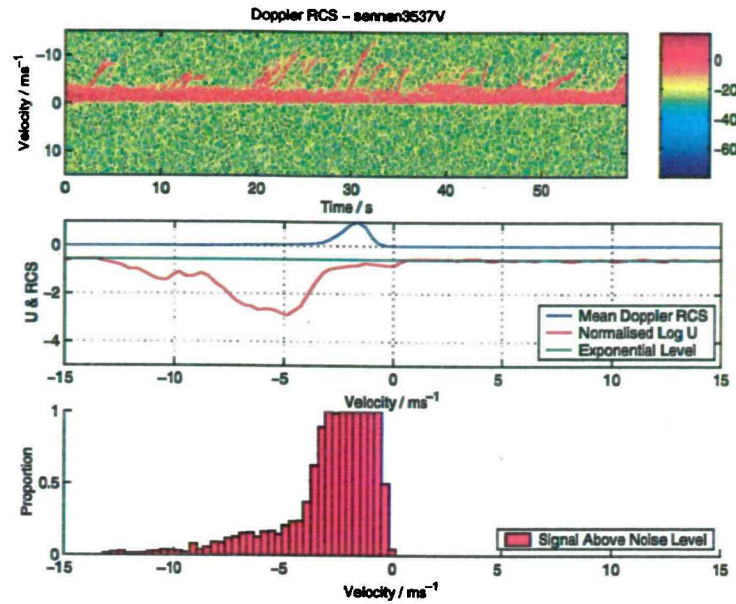 Doppler RCS – sennen3537V
Velocity / ms⁻¹
−10
0
10
0 10 20 30 40 50
Time / s
0
−20
−40
−60
U & RCS
0
−2
−4
Mean Doppler RCS
Normalised Log U
Exponential Level
−15 −10 −5 0 5 10 15
Velocity / ms⁻¹
Proportion
1
0.5
0
Signal Above Noise Level
−15 −10 −5 0 5 10 15
Velocity / ms⁻¹